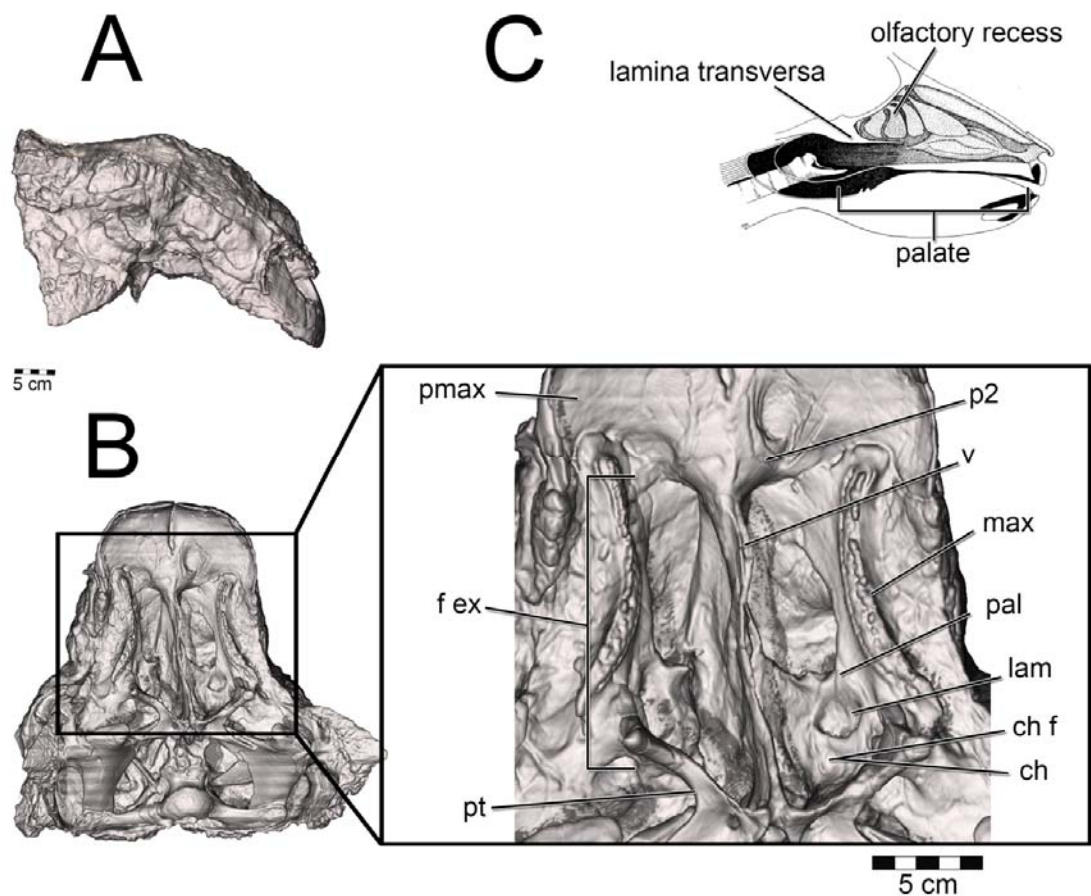 A
C
olfactory recess
lamina transversa
palate
5 cm
B
pmax
p2
v
max
f ex
pal
lam
ch f
ch
pt
5 cm